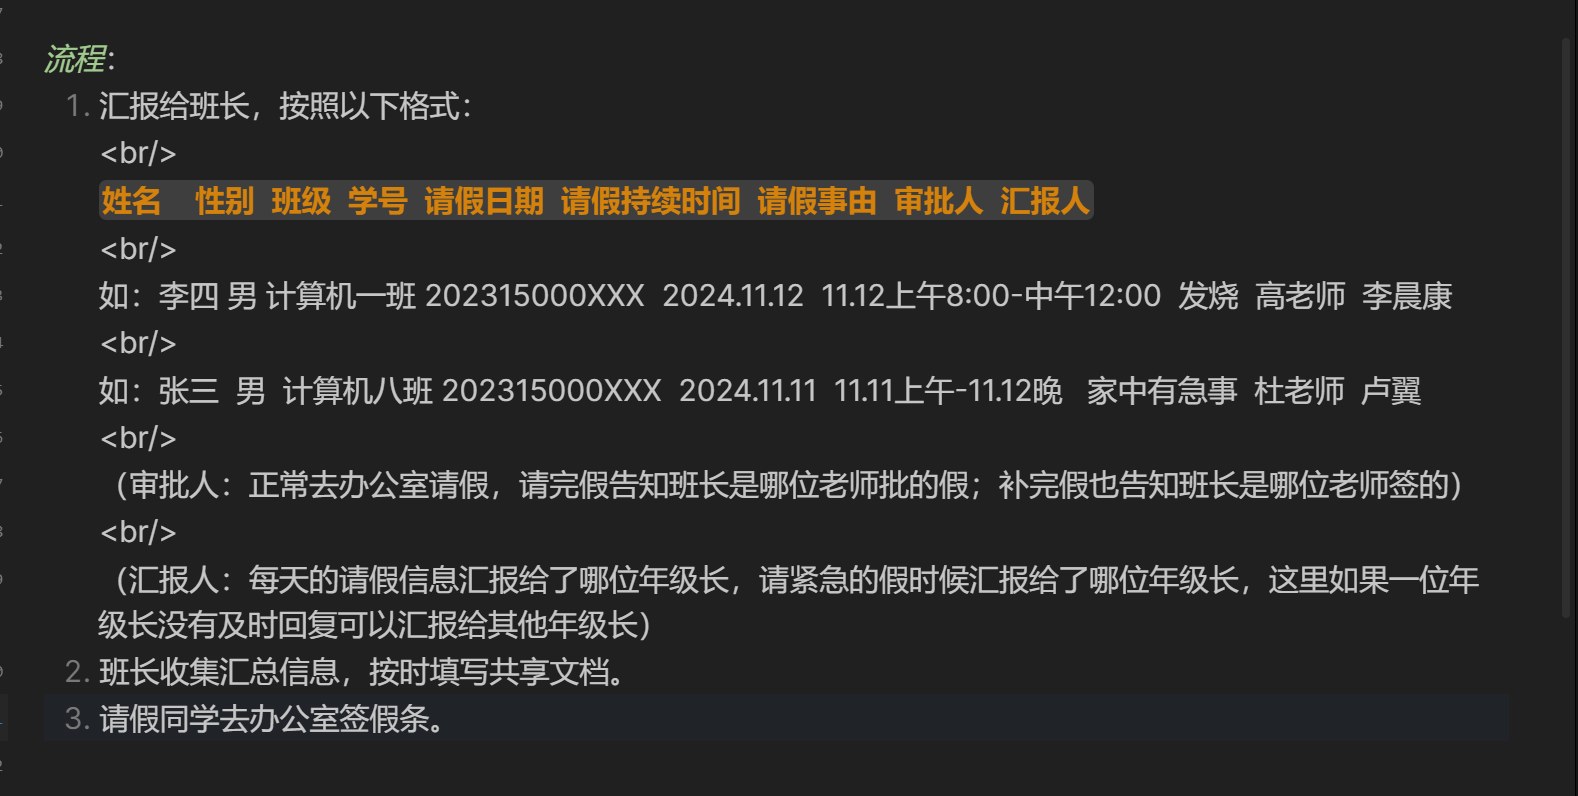 流程:
1. 汇报给班长，按照以下格式：
<br/>
姓名 性别 班级 学号 请假日期 请假持续时间 请假事由 审批人 汇报人
<br/>
如：李四 男 计算机一班 202315000XXX 2024.11.12 11.12上午8:00-中午12:00 发烧 高老师 李晨康
<br/>
如：张三 男 计算机八班 202315000XXX 2024.11.11 11.11上午-11.12晚 家中有急事 杜老师 卢翼
<br/>
（审批人：正常去办公室请假，请完假告知班长是哪位老师批的假；补完假也告知班长是哪位老师签的）
<br/>
（汇报人：每天的请假信息汇报给了哪位年级长，请紧急的假时候汇报给了哪位年级长，这里如果一位年
级长没有及时回复可以汇报给其他年级长）
2. 班长收集汇总信息，按时填写共享文档。
3. 请假同学去办公室签假条。